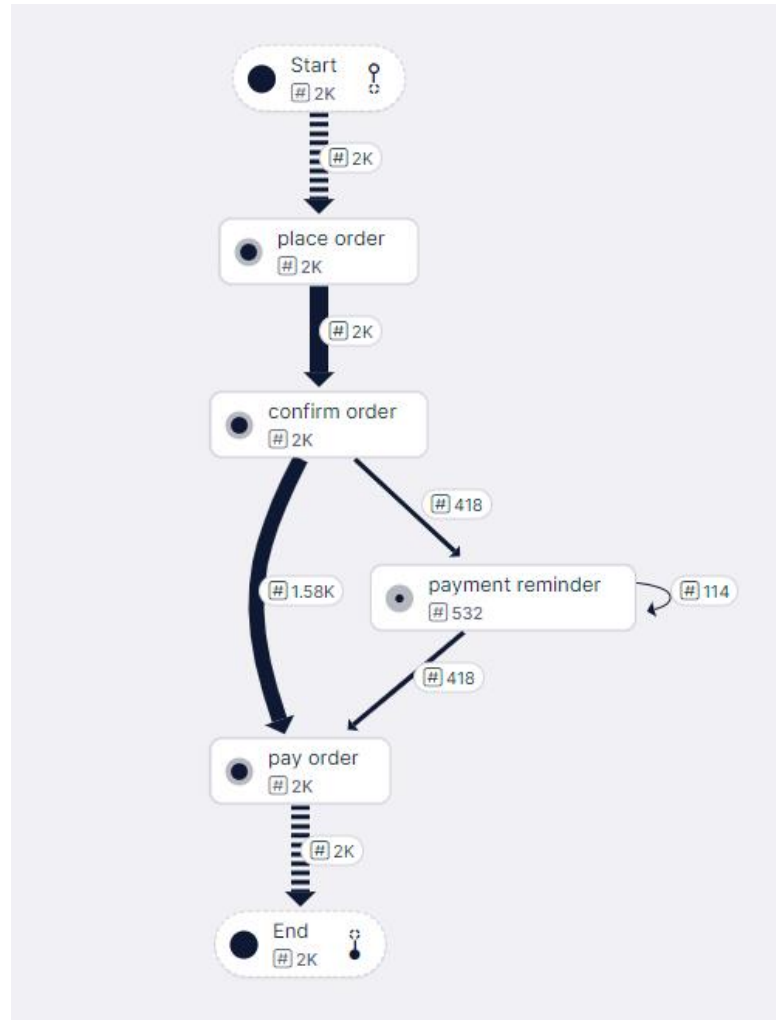 Start
# 2K
# 2K
place order
# 2K
# 2K
confirm order
# 2K
# 418
# 1.58K
payment reminder
# 532
# 114
# 418
pay order
# 2K
# 2K
End
# 2K